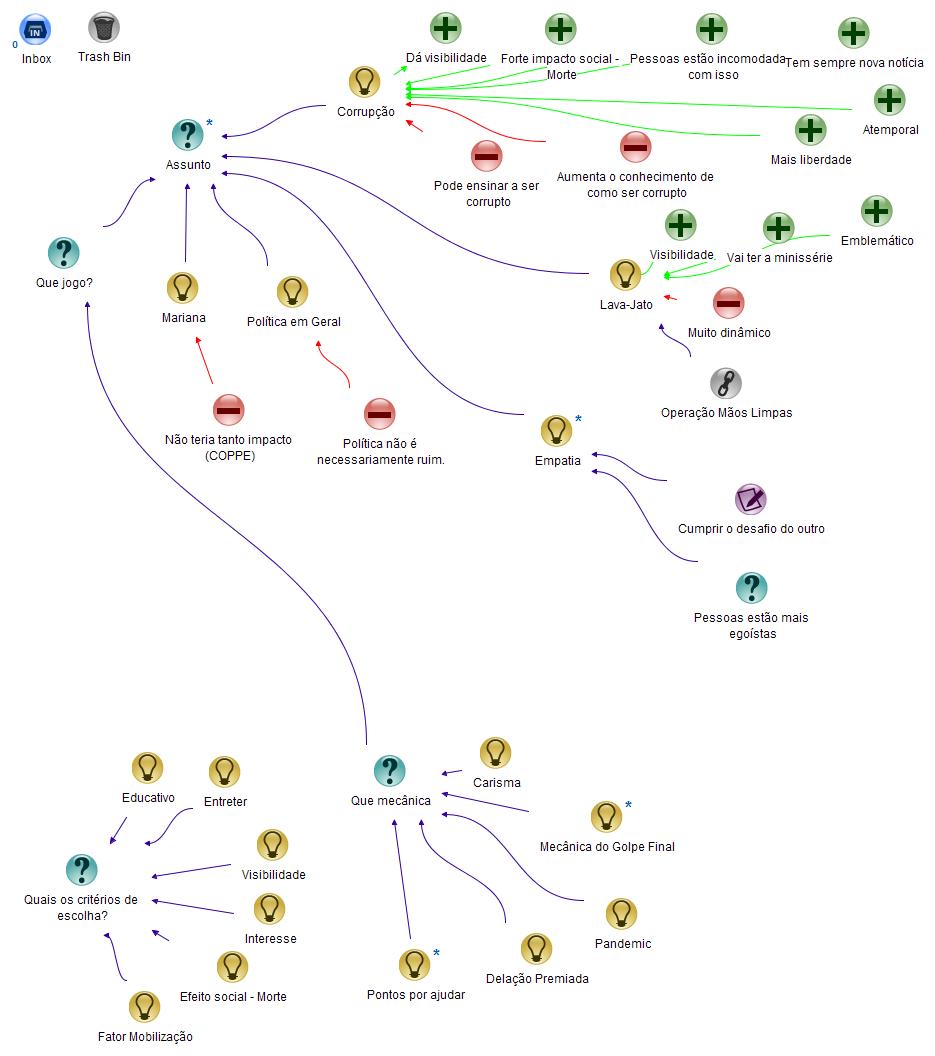 IN
0
Inbox
Trash Bin
Dá visibilidade
Forte impacto social -
Morte
Pessoas estão incomodada
com isso
Tem sempre nova notícia
Corrupção
Atemporal
*
?
Assunto
Mais liberdade
Pode ensinar a ser
corrupto
Aumenta o conhecimento de
como ser corrupto
?
Que jogo?
Visibilidade.
Vai ter a minissérie
Emblemático
Mariana
Política em Geral
Lava-Jato
Muito dinâmico
Operação Mãos Limpas
Não teria tanto impacto
(COPPE)
Política não é
necessariamente ruim.
*
Empatia
Cumprir o desafio do outro
?
Pessoas estão mais
egoístas
Educativo
Entreter
?
Que mecânica
Carisma
*
Mecânica do Golpe Final
Visibilidade
?
Quais os critérios de
escolha?
Interesse
Pandemic
*
Pontos por ajudar
Delação Premiada
Efeito social - Morte
Fator Mobilização